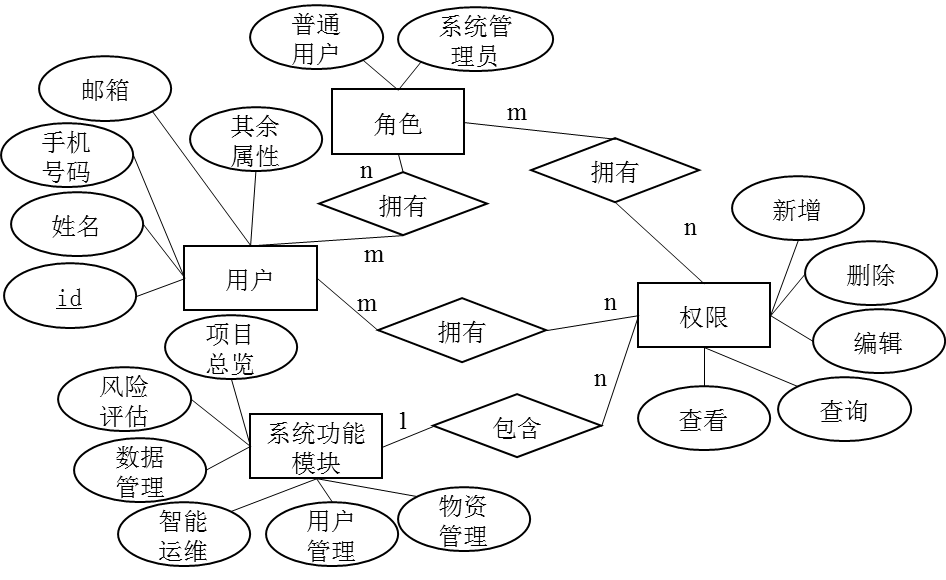 普通
用户
系统管
理员
邮箱
角色
m
其余
属性
手机
号码
拥有
n
拥有
新增
姓名
n
m
用户
删除
id
m
拥有
n
权限
项目
总览
编辑
风险
评估
n
查看
查询
系统功能
模块
l
包含
数据
管理
智能
运维
用户
管理
物资
管理